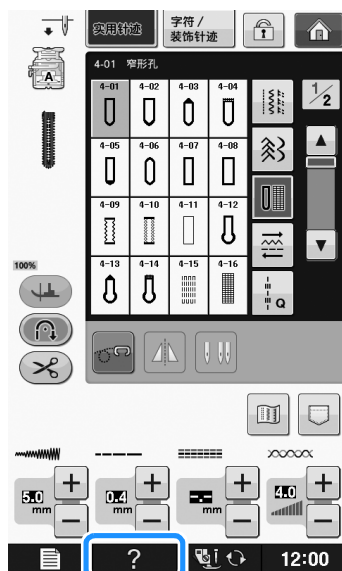 实用针迹
字符 /
装饰针迹
A
4-01 窄形孔
1/2
4-01 4-02 4-03 4-04
4-05 4-06 4-07 4-08
4-09 4-10 4-11 4-12
4-13 4-14 4-15 4-16
Q
100%
5.0 mm
0.4 mm
-.- mm
4.0
?
12:00